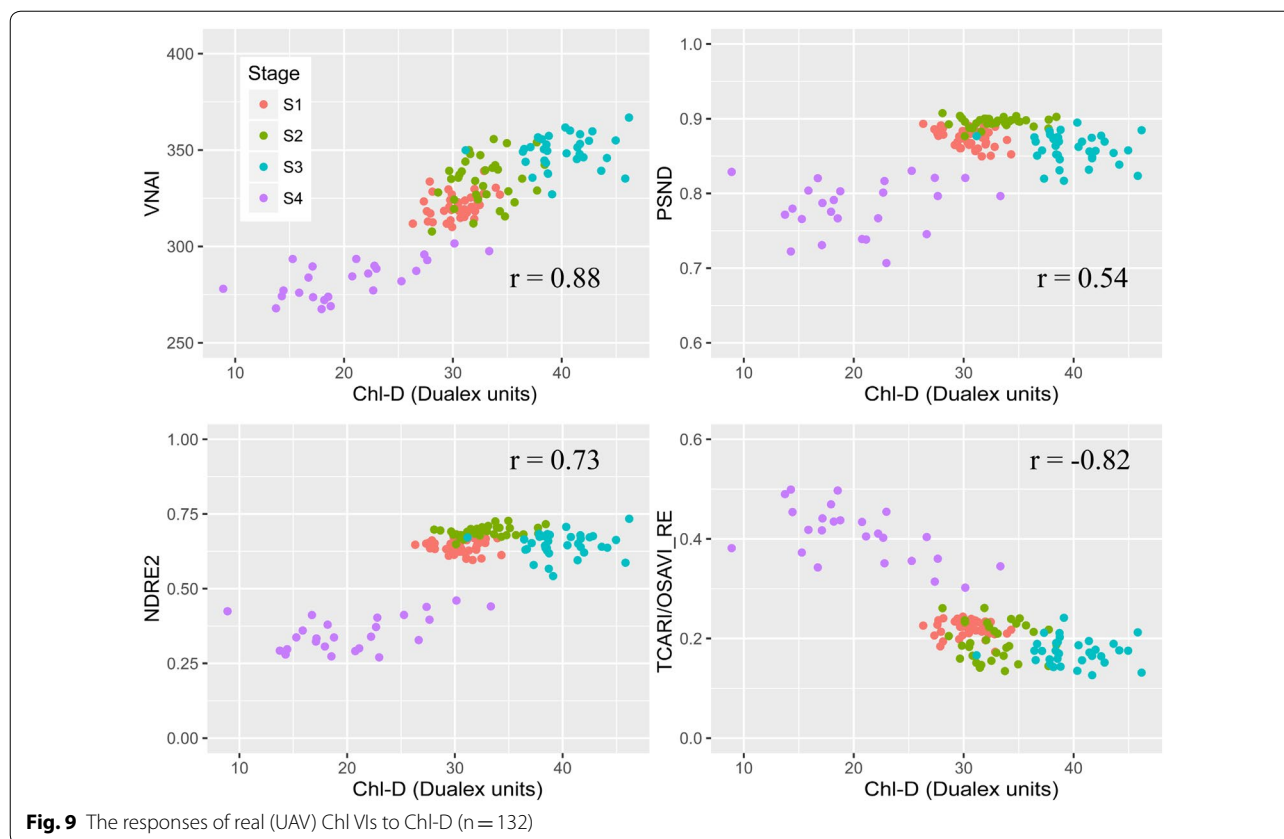 VNAI
400
350
300
250
Stage
S1
S2
S3
S4
r = 0.88
10 20 30 40
Chl-D (Dualex units)
PSND
1.0
0.9
0.8
0.7
0.6
r = 0.54
10 20 30 40
Chl-D (Dualex units)
NDRE2
1.00
0.75
0.50
0.25
0.00
r = 0.73
10 20 30 40
Chl-D (Dualex units)
TCARI/OSAVI_RE
0.6
0.4
0.2
0.0
r = -0.82
10 20 30 40
Chl-D (Dualex units)
Fig. 9 The responses of real (UAV) Chl VIs to Chl-D (n = 132)